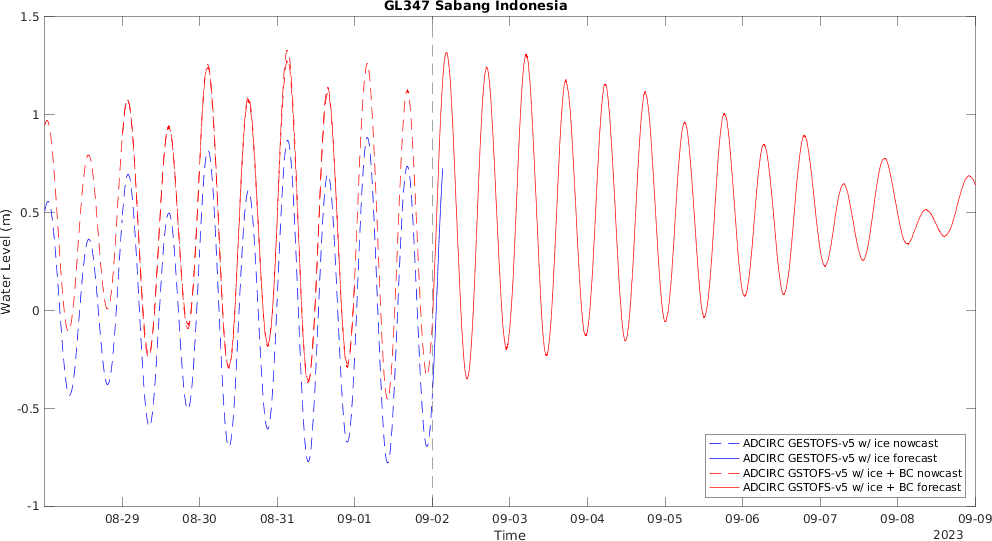 GL347 Sabang Indonesia
1.5
1
0.5
0
-0.5
-1
Water Level (m)
ADCIRC GESTOFS-v5 w/ ice nowcast
ADCIRC GESTOFS-v5 w/ ice forecast
ADCIRC GSTOFS-v5 w/ ice + BC nowcast
ADCIRC GSTOFS-v5 w/ ice + BC forecast
08-29 08-30 08-31 09-01 09-02 09-03 09-04 09-05 09-06 09-07 09-08 09-09
Time
2023